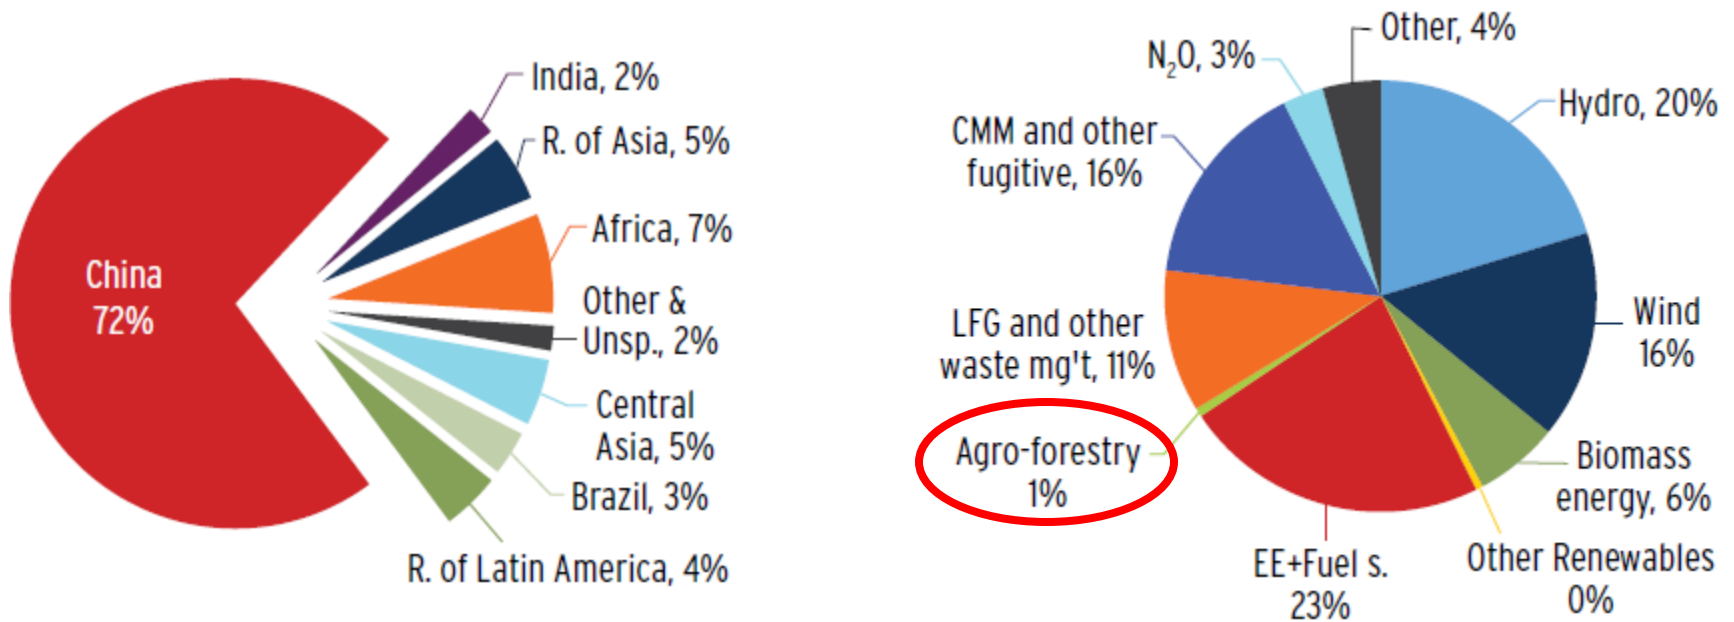 India, 2%
R. of Asia, 5%
Africa, 7%
Other &
Unsp., 2%
Central
Asia, 5%
Brazil, 3%
R. of Latin America, 4%
China
72%
Other, 4%
N₂O, 3%
Hydro, 20%
CMM and other
fugitive, 16%
Wind
16%
LFG and other
waste mg't, 11%
Agro-forestry
1%
Biomass
energy, 6%
EE+Fuel s.
23%
Other Renewables
0%